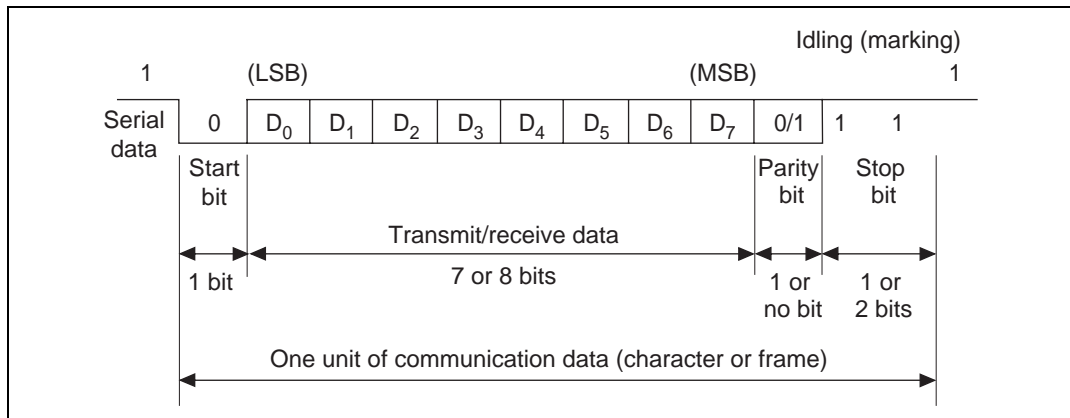 Idling (marking)
1 (LSB) (MSB) 1
Serial data 0 D0 D1 D2 D3 D4 D5 D6 D7 0/1 1 1
Start bit Parity bit Stop bit
Transmit/receive data
1 bit 7 or 8 bits 1 or no bit 1 or 2 bits
One unit of communication data (character or frame)